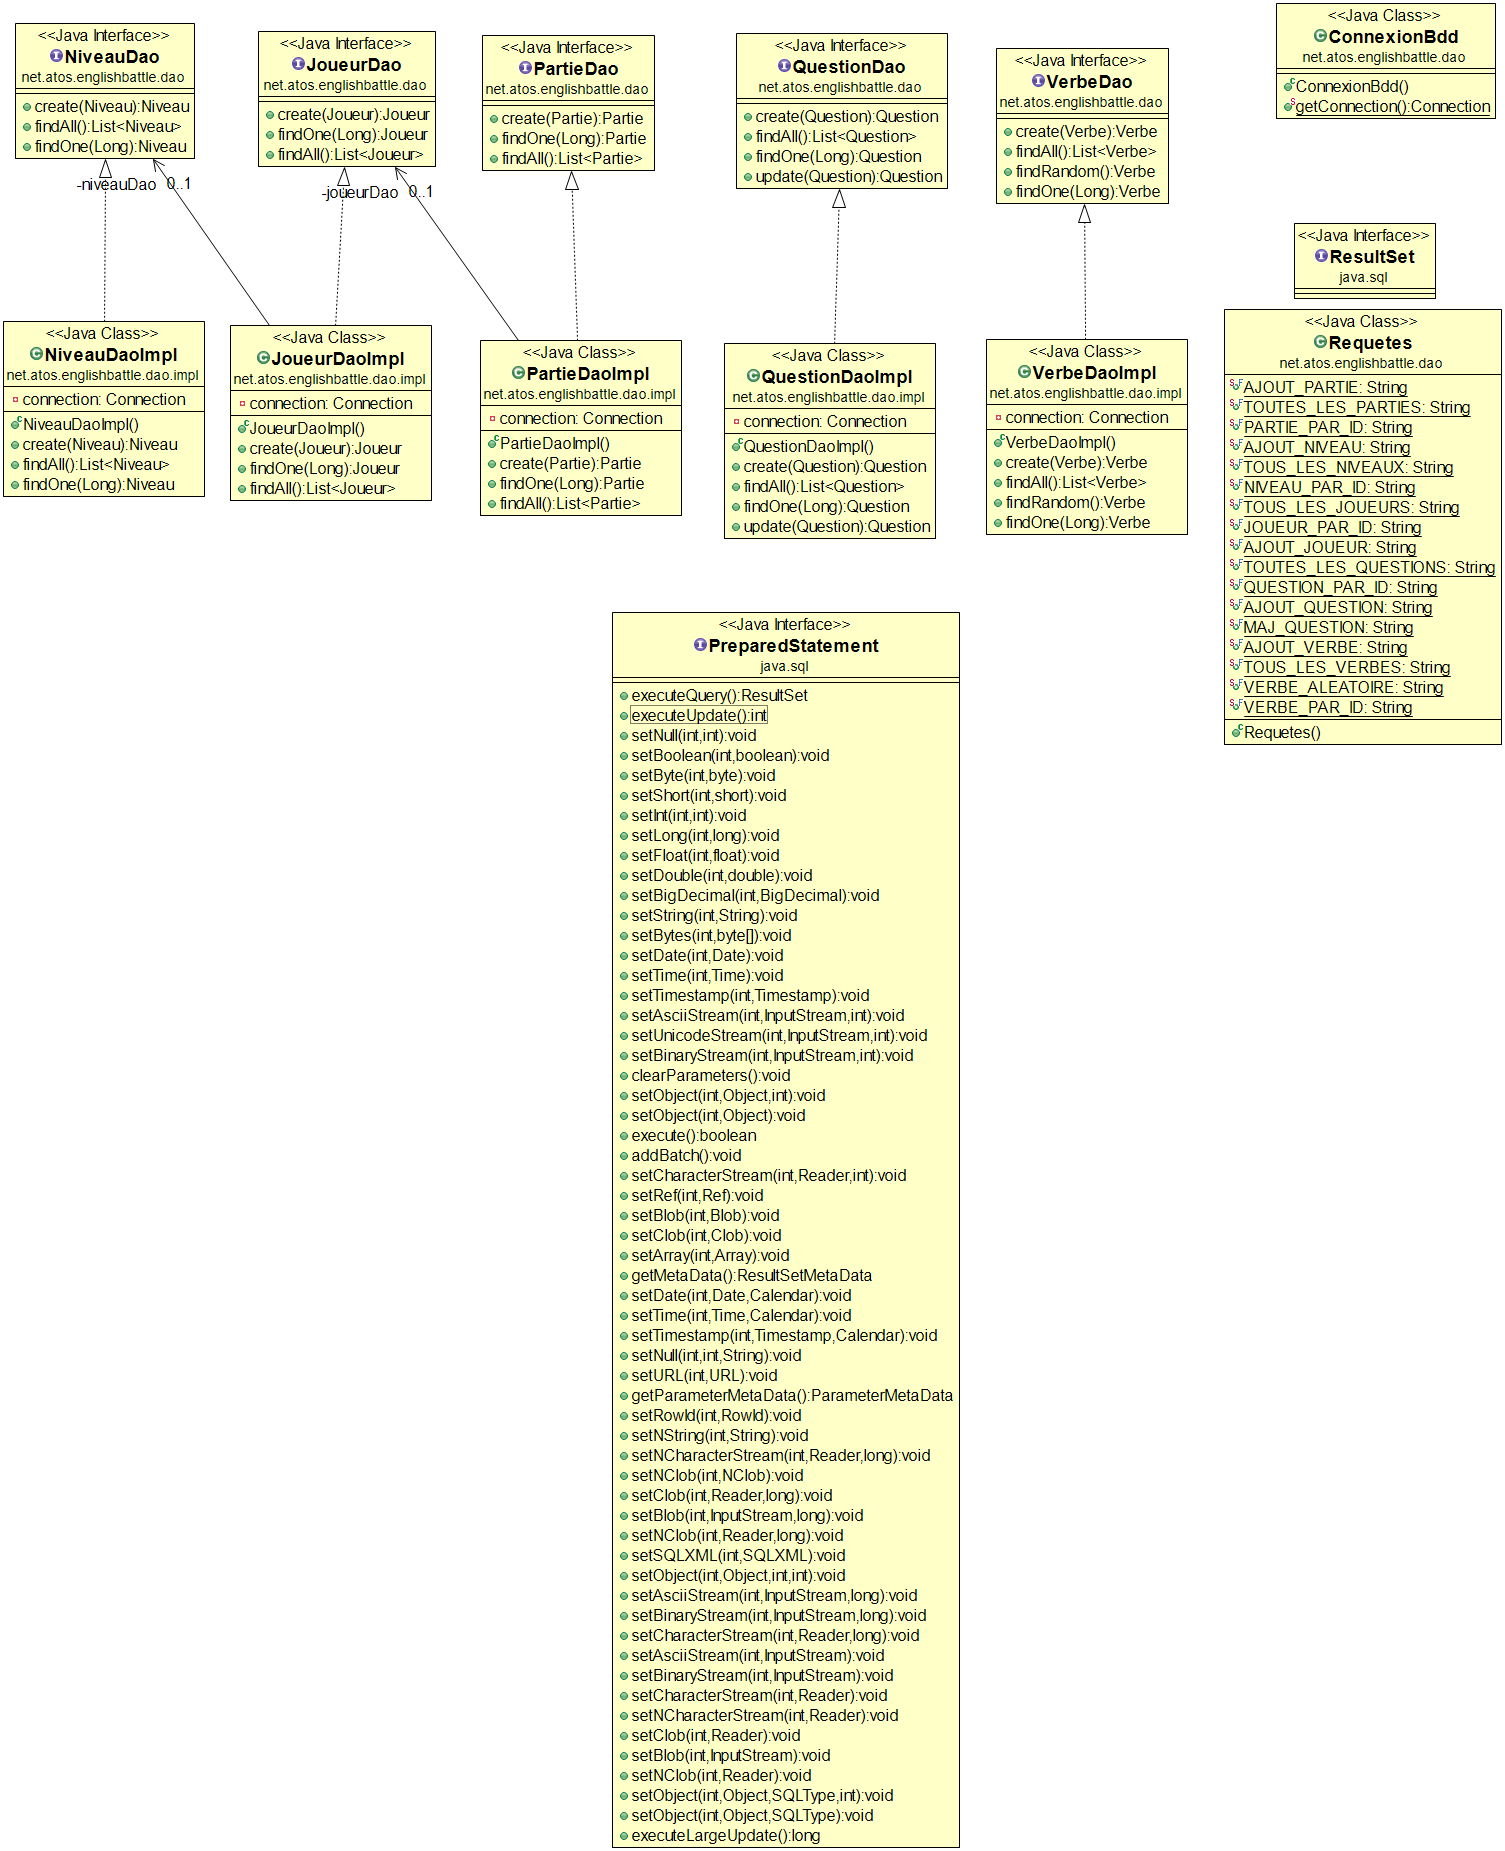 <<Java Interface>>
NiveauDao
net.atos.englishbattle.dao
create(Niveau):Niveau
findAll():List<Niveau>
findOne(Long):Niveau
<<Java Interface>>
JoueurDao
net.atos.englishbattle.dao
create(Joueur):Joueur
findOne(Long):Joueur
findAll():List<Joueur>
<<Java Interface>>
PartieDao
net.atos.englishbattle.dao
create(Partie):Partie
findOne(Long):Partie
findAll():List<Partie>
<<Java Interface>>
QuestionDao
net.atos.englishbattle.dao
create(Question):Question
findAll():List<Question>
findOne(Long):Question
update(Question):Question
<<Java Interface>>
VerbeDao
net.atos.englishbattle.dao
create(Verbe):Verbe
findAll():List<Verbe>
findRandom():Verbe
findOne(Long):Verbe
<<Java Class>>
ConnexionBdd
net.atos.englishbattle.dao
ConnexionBdd()
getConnection():Connection
-niveauDao 0..1
-joueurDao 0..1
<<Java Interface>>
ResultSet
java.sql
<<Java Class>>
NiveauDaoImpl
net.atos.englishbattle.dao.impl
connection: Connection
NiveauDaoImpl()
create(Niveau):Niveau
findAll():List<Niveau>
findOne(Long):Niveau
<<Java Class>>
JoueurDaoImpl
net.atos.englishbattle.dao.impl
connection: Connection
JoueurDaoImpl()
create(Joueur):Joueur
findOne(Long):Joueur
findAll():List<Joueur>
<<Java Class>>
PartieDaoImpl
net.atos.englishbattle.dao.impl
connection: Connection
PartieDaoImpl()
create(Partie):Partie
findOne(Long):Partie
findAll():List<Partie>
<<Java Class>>
QuestionDaoImpl
net.atos.englishbattle.dao.impl
connection: Connection
QuestionDaoImpl()
create(Question):Question
findAll():List<Question>
findOne(Long):Question
update(Question):Question
<<Java Class>>
VerbeDaoImpl
net.atos.englishbattle.dao.impl
connection: Connection
VerbeDaoImpl()
create(Verbe):Verbe
findAll():List<Verbe>
findRandom():Verbe
findOne(Long):Verbe
<<Java Class>>
Requetes
net.atos.englishbattle.dao
AJOUT_PARTIE: String
TOUTES_LES_PARTIES: String
PARTIE_PAR_ID: String
AJOUT_NIVEAU: String
TOUS_LES_NIVEAUX: String
NIVEAU_PAR_ID: String
TOUS_LES_JOUEURS: String
JOUEUR_PAR_ID: String
AJOUT_JOUEUR: String
TOUTES_LES_QUESTIONS: String
QUESTION_PAR_ID: String
AJOUT_QUESTION: String
MAJ_QUESTION: String
AJOUT_VERBE: String
TOUS_LES_VERBES: String
VERBE_ALEATOIRE: String
VERBE_PAR_ID: String
Requetes()
<<Java Interface>>
PreparedStatement
java.sql
executeQuery():ResultSet
executeUpdate():int
setNull(int,int):void
setBoolean(int,boolean):void
setByte(int,byte):void
setShort(int,short):void
setInt(int,int):void
setLong(int,long):void
setFloat(int,float):void
setDouble(int,double):void
setBigDecimal(int,BigDecimal):void
setString(int,String):void
setBytes(int,byte[]):void
setDate(int,Date):void
setTime(int,Time):void
setTimestamp(int,Timestamp):void
setAsciiStream(int,InputStream,int):void
setUnicodeStream(int,InputStream,int):void
setBinaryStream(int,InputStream,int):void
clearParameters():void
setObject(int,Object,int):void
setObject(int,Object):void
execute():boolean
addBatch():void
setCharacterStream(int,Reader,int):void
setRef(int,Ref):void
setBlob(int,Blob):void
setClob(int,Clob):void
setArray(int,Array):void
getMetaData():ResultSetMetaData
setDate(int,Date,Calendar):void
setTime(int,Time,Calendar):void
setTimestamp(int,Timestamp,Calendar):void
setNull(int,int,String):void
setURL(int,URL):void
getParameterMetaData():ParameterMetaData
setRowId(int,RowId):void
setNString(int,String):void
setNCharacterStream(int,Reader,long):void
setNClob(int,NClob):void
setClob(int,Reader,long):void
setBlob(int,InputStream,long):void
setNClob(int,Reader,long):void
setSQLXML(int,SQLXML):void
setObject(int,Object,int,int):void
setAsciiStream(int,InputStream,long):void
setBinaryStream(int,InputStream,long):void
setCharacterStream(int,Reader,long):void
setAsciiStream(int,InputStream):void
setBinaryStream(int,InputStream):void
setCharacterStream(int,Reader):void
setNCharacterStream(int,Reader):void
setClob(int,Reader):void
setBlob(int,InputStream):void
setNClob(int,Reader):void
setObject(int,Object,SQLType,int):void
setObject(int,Object,SQLType):void
executeLargeUpdate():long